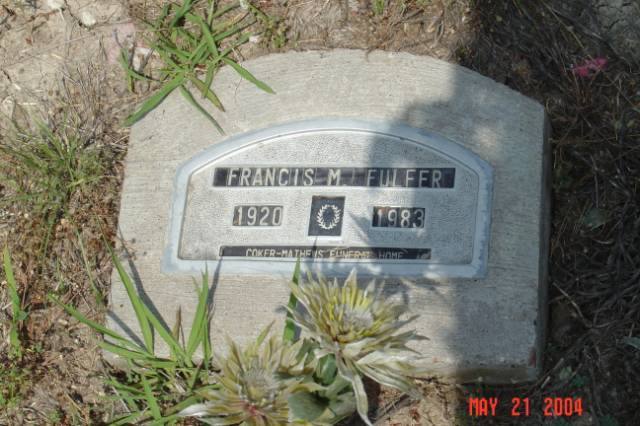 FRANCIS M. FULFER
1920 1983
COKER-MATHEWS FUNERAL HOME
MAY 21 2004